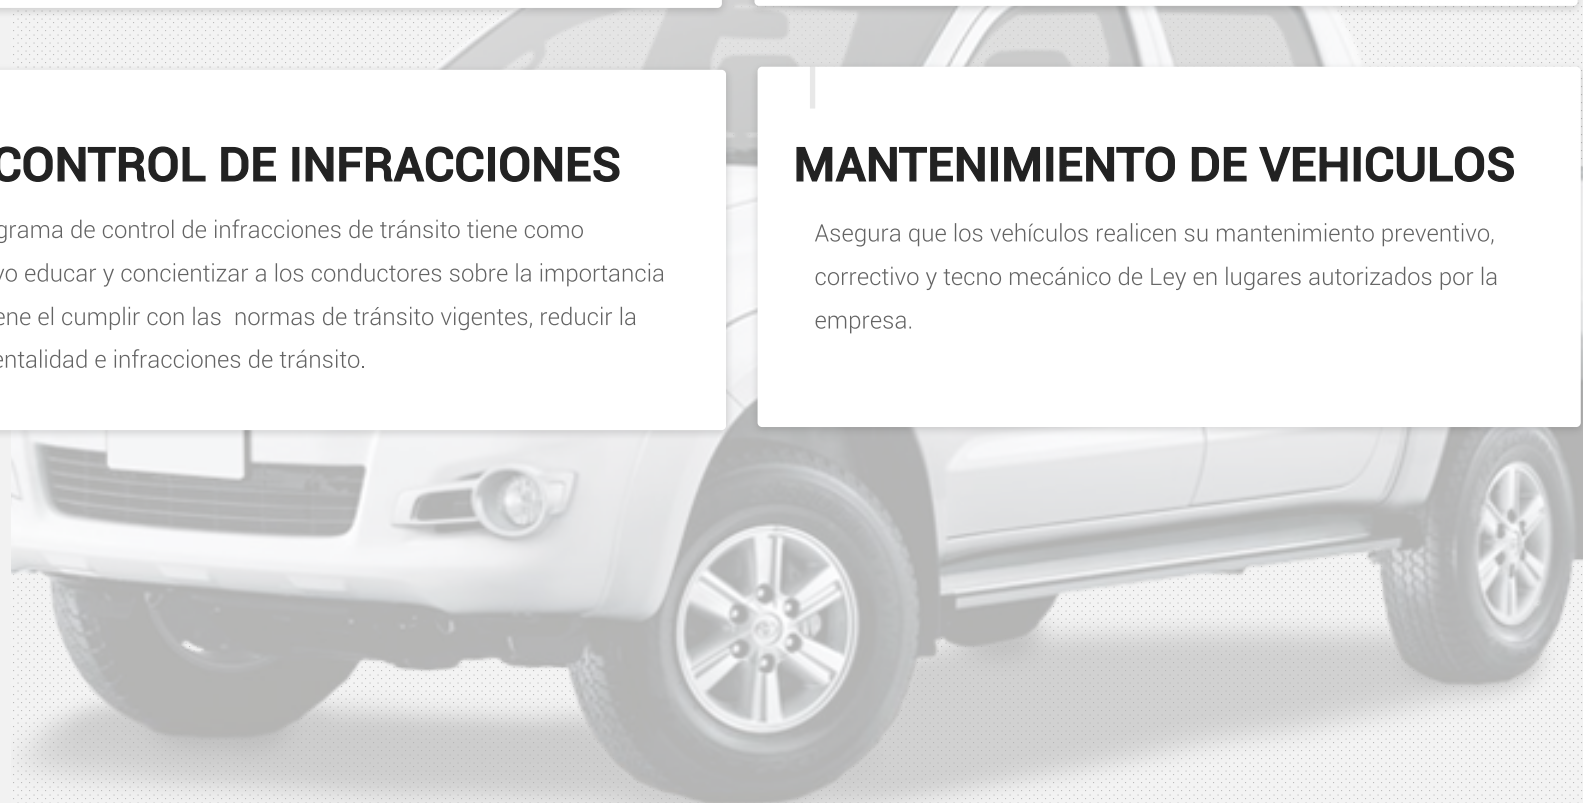 CONTROL DE INFRACCIONES
grama de control de infracciones de tránsito tiene como
vo educar y concientizar a los conductores sobre la importancia
ene el cumplir con las normas de tránsito vigentes, reducir la
entalidad e infracciones de tránsito.
MANTENIMIENTO DE VEHICULOS
Asegura que los vehículos realicen su mantenimiento preventivo,
correctivo y tecno mecánico de Ley en lugares autorizados por la
empresa.